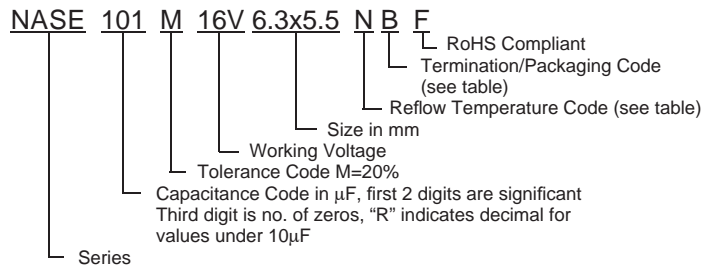 NASE 101 M 16V 6.3x5.5 N B F
RoHS Compliant
Termination/Packaging Code
(see table)
Reflow Temperature Code (see table)
Size in mm
Working Voltage
Tolerance Code M=20%
Capacitance Code in μF, first 2 digits are significant
Third digit is no. of zeros, “R” indicates decimal for
values under 10μF
Series